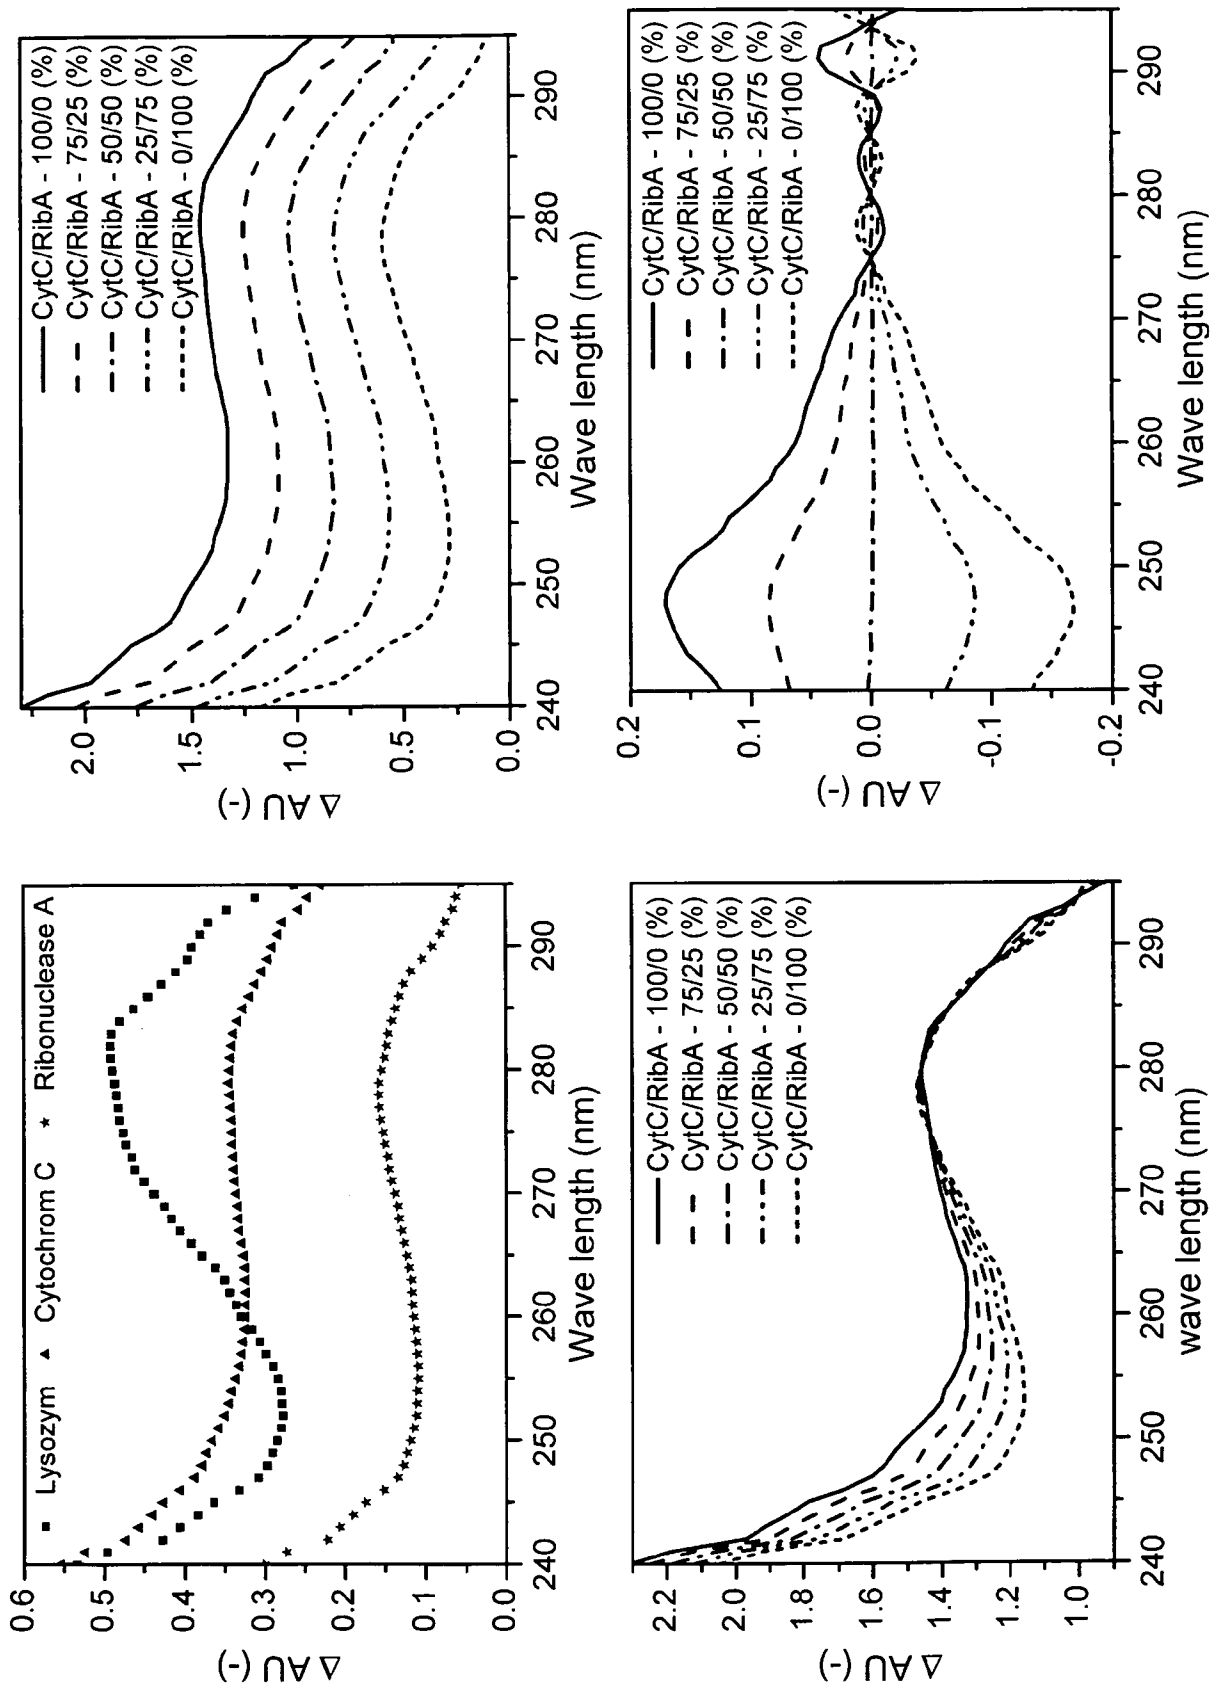 ■ Lysozym ▲ Cytochrom C ★ Ribonuclease A
0.6
0.5
0.4
0.3
0.2
0.1
0.0
Δ AU (-)
240
250
260
270
280
290
Wave length (nm)
CytC/RibA - 100/0 (%)
CytC/RibA - 75/25 (%)
CytC/RibA - 50/50 (%)
CytC/RibA - 25/75 (%)
CytC/RibA - 0/100 (%)
2.0
1.5
1.0
0.5
0.0
Δ AU (-)
240
250
260
270
280
290
Wave length (nm)
CytC/RibA - 100/0 (%)
CytC/RibA - 75/25 (%)
CytC/RibA - 50/50 (%)
CytC/RibA - 25/75 (%)
CytC/RibA - 0/100 (%)
2.0
1.8
1.6
1.4
1.2
1.0
Δ AU (-)
240
250
260
270
280
290
wave length (nm)
CytC/RibA - 100/0 (%)
CytC/RibA - 75/25 (%)
CytC/RibA - 50/50 (%)
CytC/RibA - 25/75 (%)
CytC/RibA - 0/100 (%)
0.2
0.1
0.0
-0.1
-0.2
Δ AU (-)
240
250
260
270
280
290
Wave length (nm)